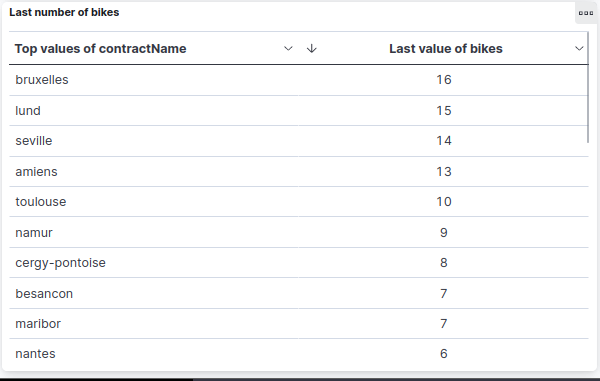 Last number of bikes
Top values of contractName Last value of bikes
bruxelles 16
lund 15
seville 14
amiens 13
toulouse 10
namur 9
cergy-pontoise 8
besancon 7
maribor 7
nantes 6